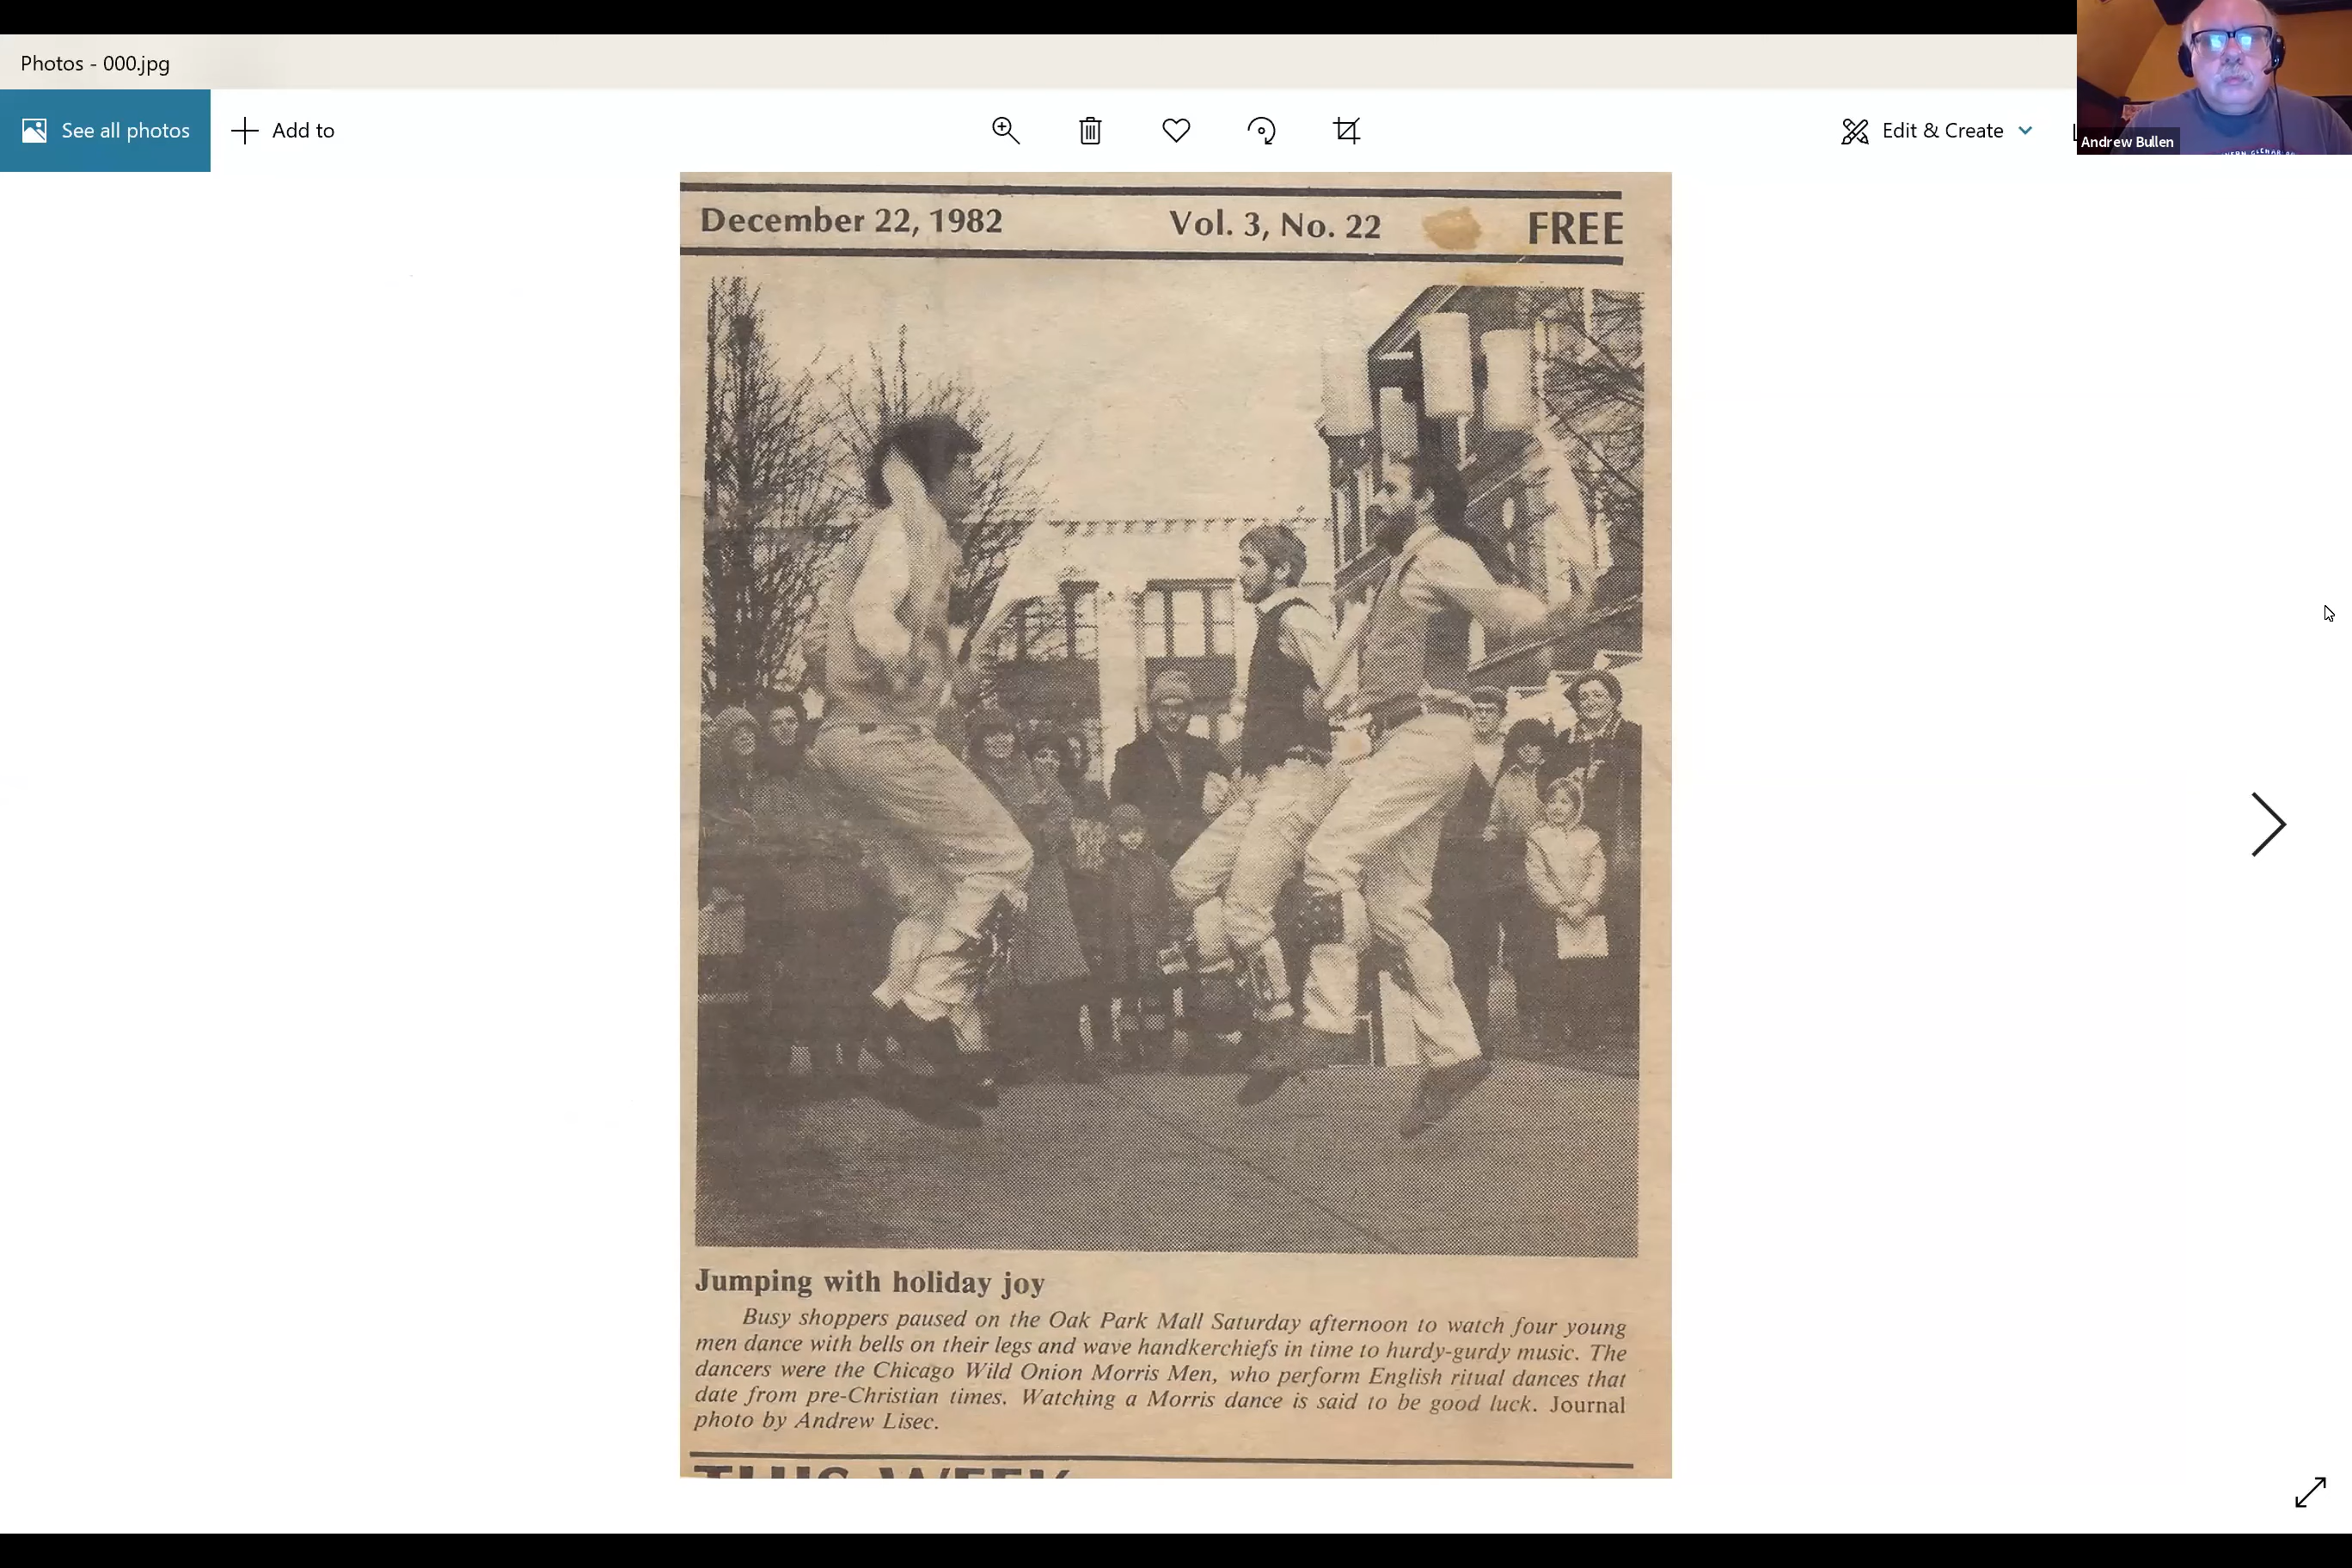 Photos - 000.jpg
See all photos
Add to
Edit & Create
Andrew Bullen
December 22, 1982 Vol. 3, No. 22 FREE
Jumping with holiday joy
Busy shoppers paused on the Oak Park Mall Saturday afternoon to watch four young
men dance with bells on their legs and wave handkerchiefs in time to hurdy-gurdy music. The
dancers were the Chicago Wild Onion Morris Men, who perform English ritual dances that
date from pre-Christian times. Watching a Morris dance is said to be good luck. Journal
photo by Andrew Lisec.
THIS WEEK